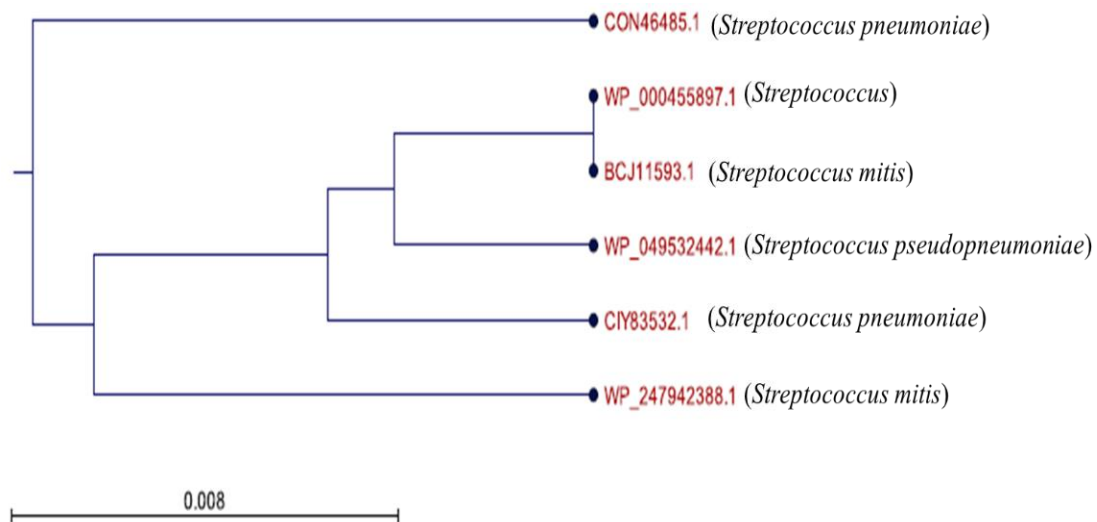 CON46485.1 (Streptococcus pneumoniae)
WP_000455897.1 (Streptococcus)
BCJ11593.1 (Streptococcus mitis)
WP_049532442.1 (Streptococcus pseudopneumoniae)
CIY83532.1 (Streptococcus pneumoniae)
WP_247942388.1 (Streptococcus mitis)
0.008